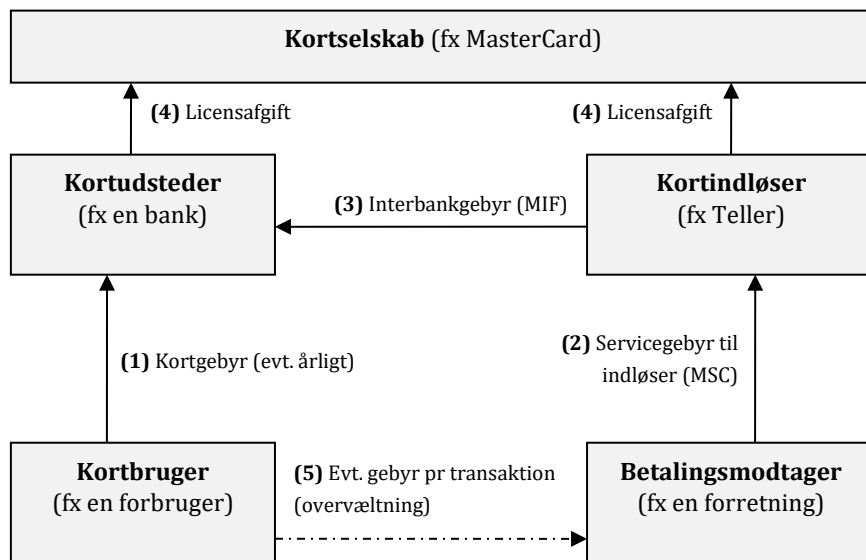 Kortselskab (fx MasterCard)
(4) Licensafgift
(4) Licensafgift
Kortudsteder
(fx en bank)
Kortindløser
(fx Teller)
(3) Interbankgebyr (MIF)
(1) Kortgebyr (evt. årligt)
(2) Servicegebyr til
indløser (MSC)
Kortbruger
(fx en forbruger)
(5) Evt. gebyr pr transaktion
(overvæltning)
Betalingsmodtager
(fx en forretning)